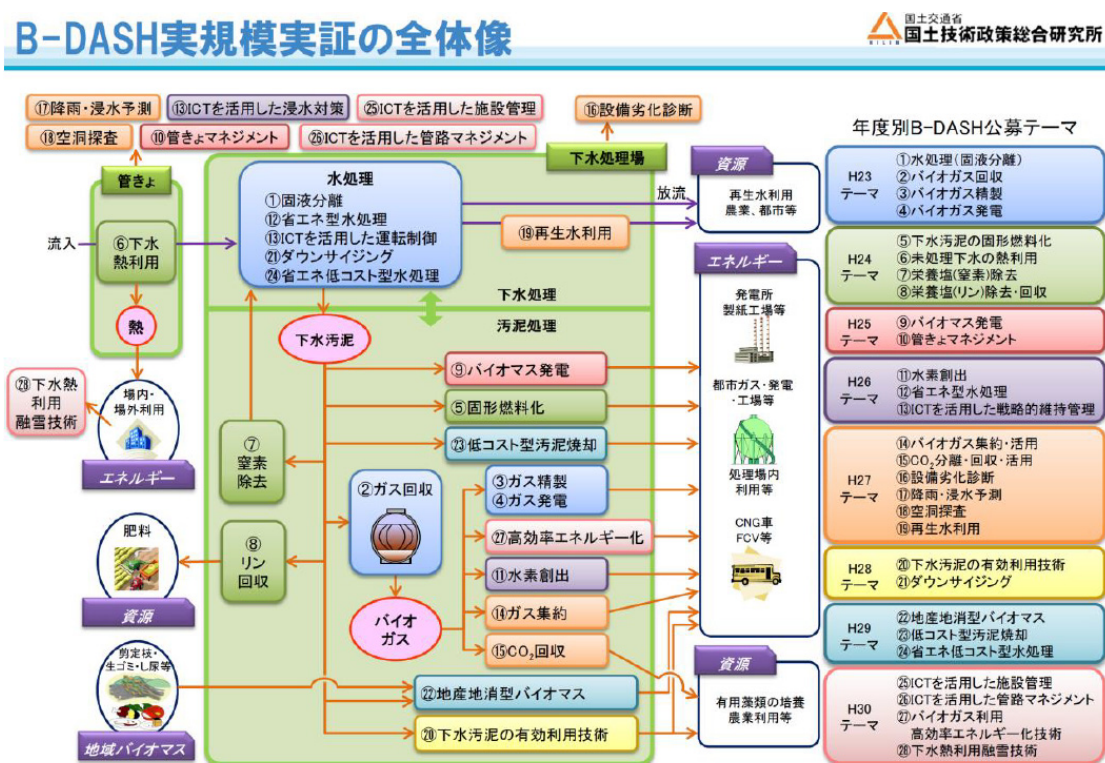 B-DASH実規模実証の全体像
国土交通省
国土技術政策総合研究所
NILIM
⑰降雨・浸水予測
⑬ICTを活用した浸水対策
㉕ICTを活用した施設管理
⑱空洞探査
⑩管きょマネジメント
㉖ICTを活用した管路マネジメント
⑯設備劣化診断
管きょ
流入
⑥下水
熱利用
熱
㉘下水熱
利用
融雪技術
場内・
場外利用
エネルギー
肥料
資源
剪定枝・
生ゴミ・し尿等
地域バイオマス
下水処理場
水処理
①固液分離
⑫省エネ型水処理
⑬ICTを活用した運転制御
㉑ダウンサイジング
㉔省エネ低コスト型水処理
放流
⑲再生水利用
下水処理
汚泥処理
下水汚泥
⑨バイオマス発電
⑤固形燃料化
㉓低コスト型汚泥焼却
⑦
窒素
除去
⑧
リン
回収
②ガス回収
バイオ
ガス
③ガス精製
④ガス発電
㉗高効率エネルギー化
⑪水素創出
⑭ガス集約
⑮CO₂回収
㉒地産地消型バイオマス
⑳下水汚泥の有効利用技術
資源
再生水利用
農業、都市等
エネルギー
発電所
製紙工場等
都市ガス・発電
・工場等
処理場内
利用等
CNG車
FCV等
資源
有用藻類の培養
農業利用等
年度別B-DASH公募テーマ
H23
テーマ
①水処理(固液分離)
②バイオガス回収
③バイオガス精製
④バイオガス発電
H24
テーマ
⑤下水汚泥の固形燃料化
⑥未処理下水の熱利用
⑦栄養塩(窒素)除去
⑧栄養塩(リン)除去・回収
H25
テーマ
⑨バイオマス発電
⑩管きょマネジメント
H26
テーマ
⑪水素創出
⑫省エネ型水処理
⑬ICTを活用した戦略的維持管理
H27
テーマ
⑭バイオガス集約・活用
⑮CO₂分離・回収・活用
⑯設備劣化診断
⑰降雨・浸水予測
⑱空洞探査
⑲再生水利用
H28
テーマ
⑳下水汚泥の有効利用技術
㉑ダウンサイジング
H29
テーマ
㉒地産地消型バイオマス
㉓低コスト型汚泥焼却
㉔省エネ低コスト型水処理
H30
テーマ
㉕ICTを活用した施設管理
㉖ICTを活用した管路マネジメント
㉗バイオガス利用
高効率エネルギー化技術
㉘下水熱利用融雪技術